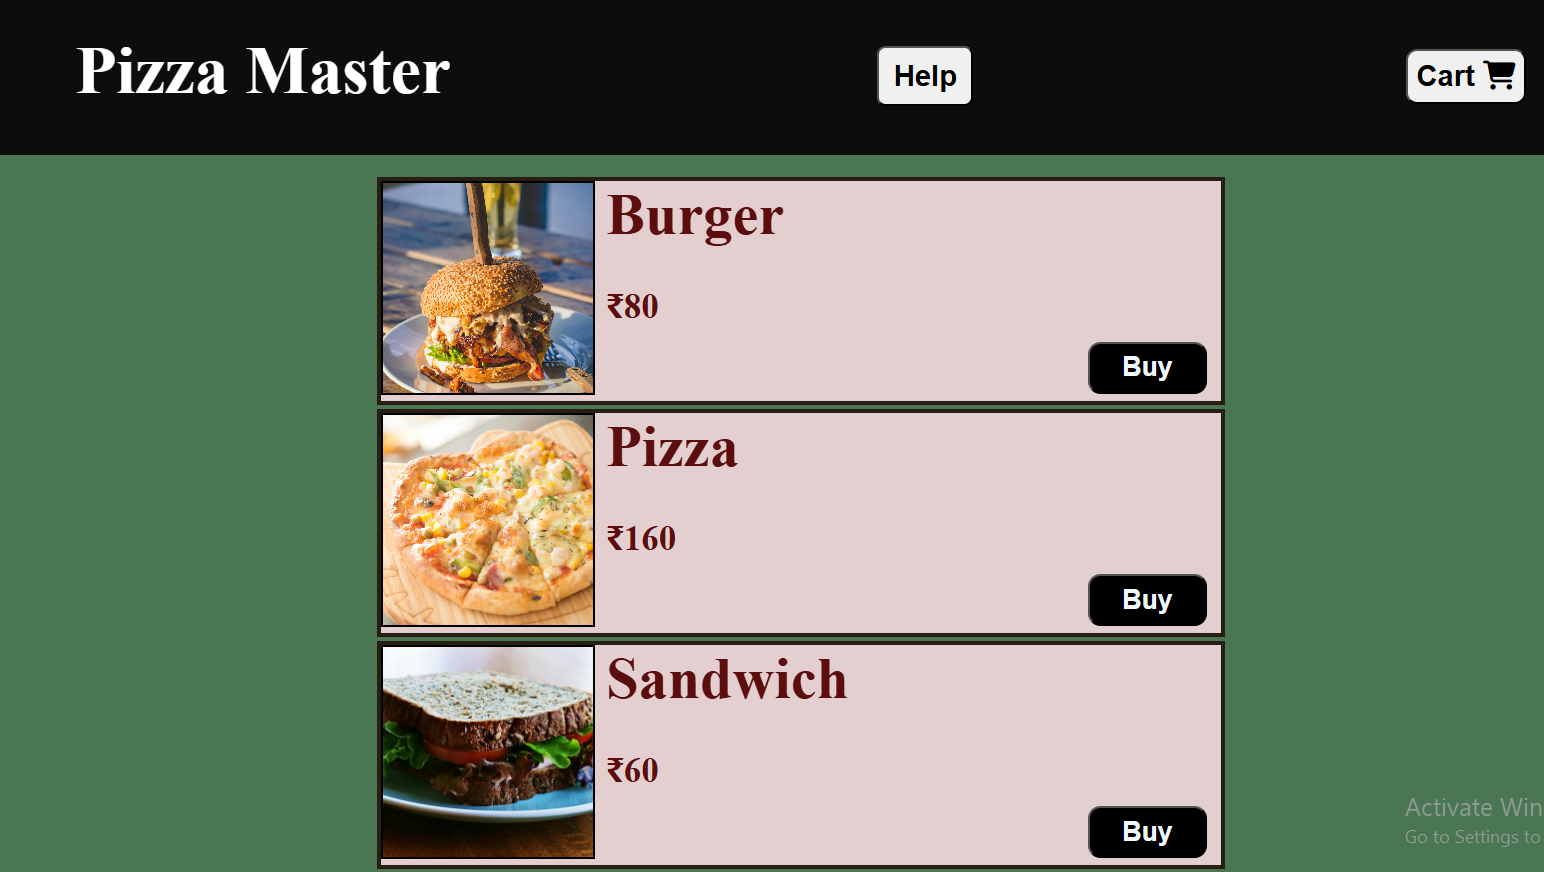 Pizza Master
Help
Cart
Burger
₹80
Buy
Pizza
₹160
Buy
Sandwich
₹60
Buy
Activate Win
Go to Settings to